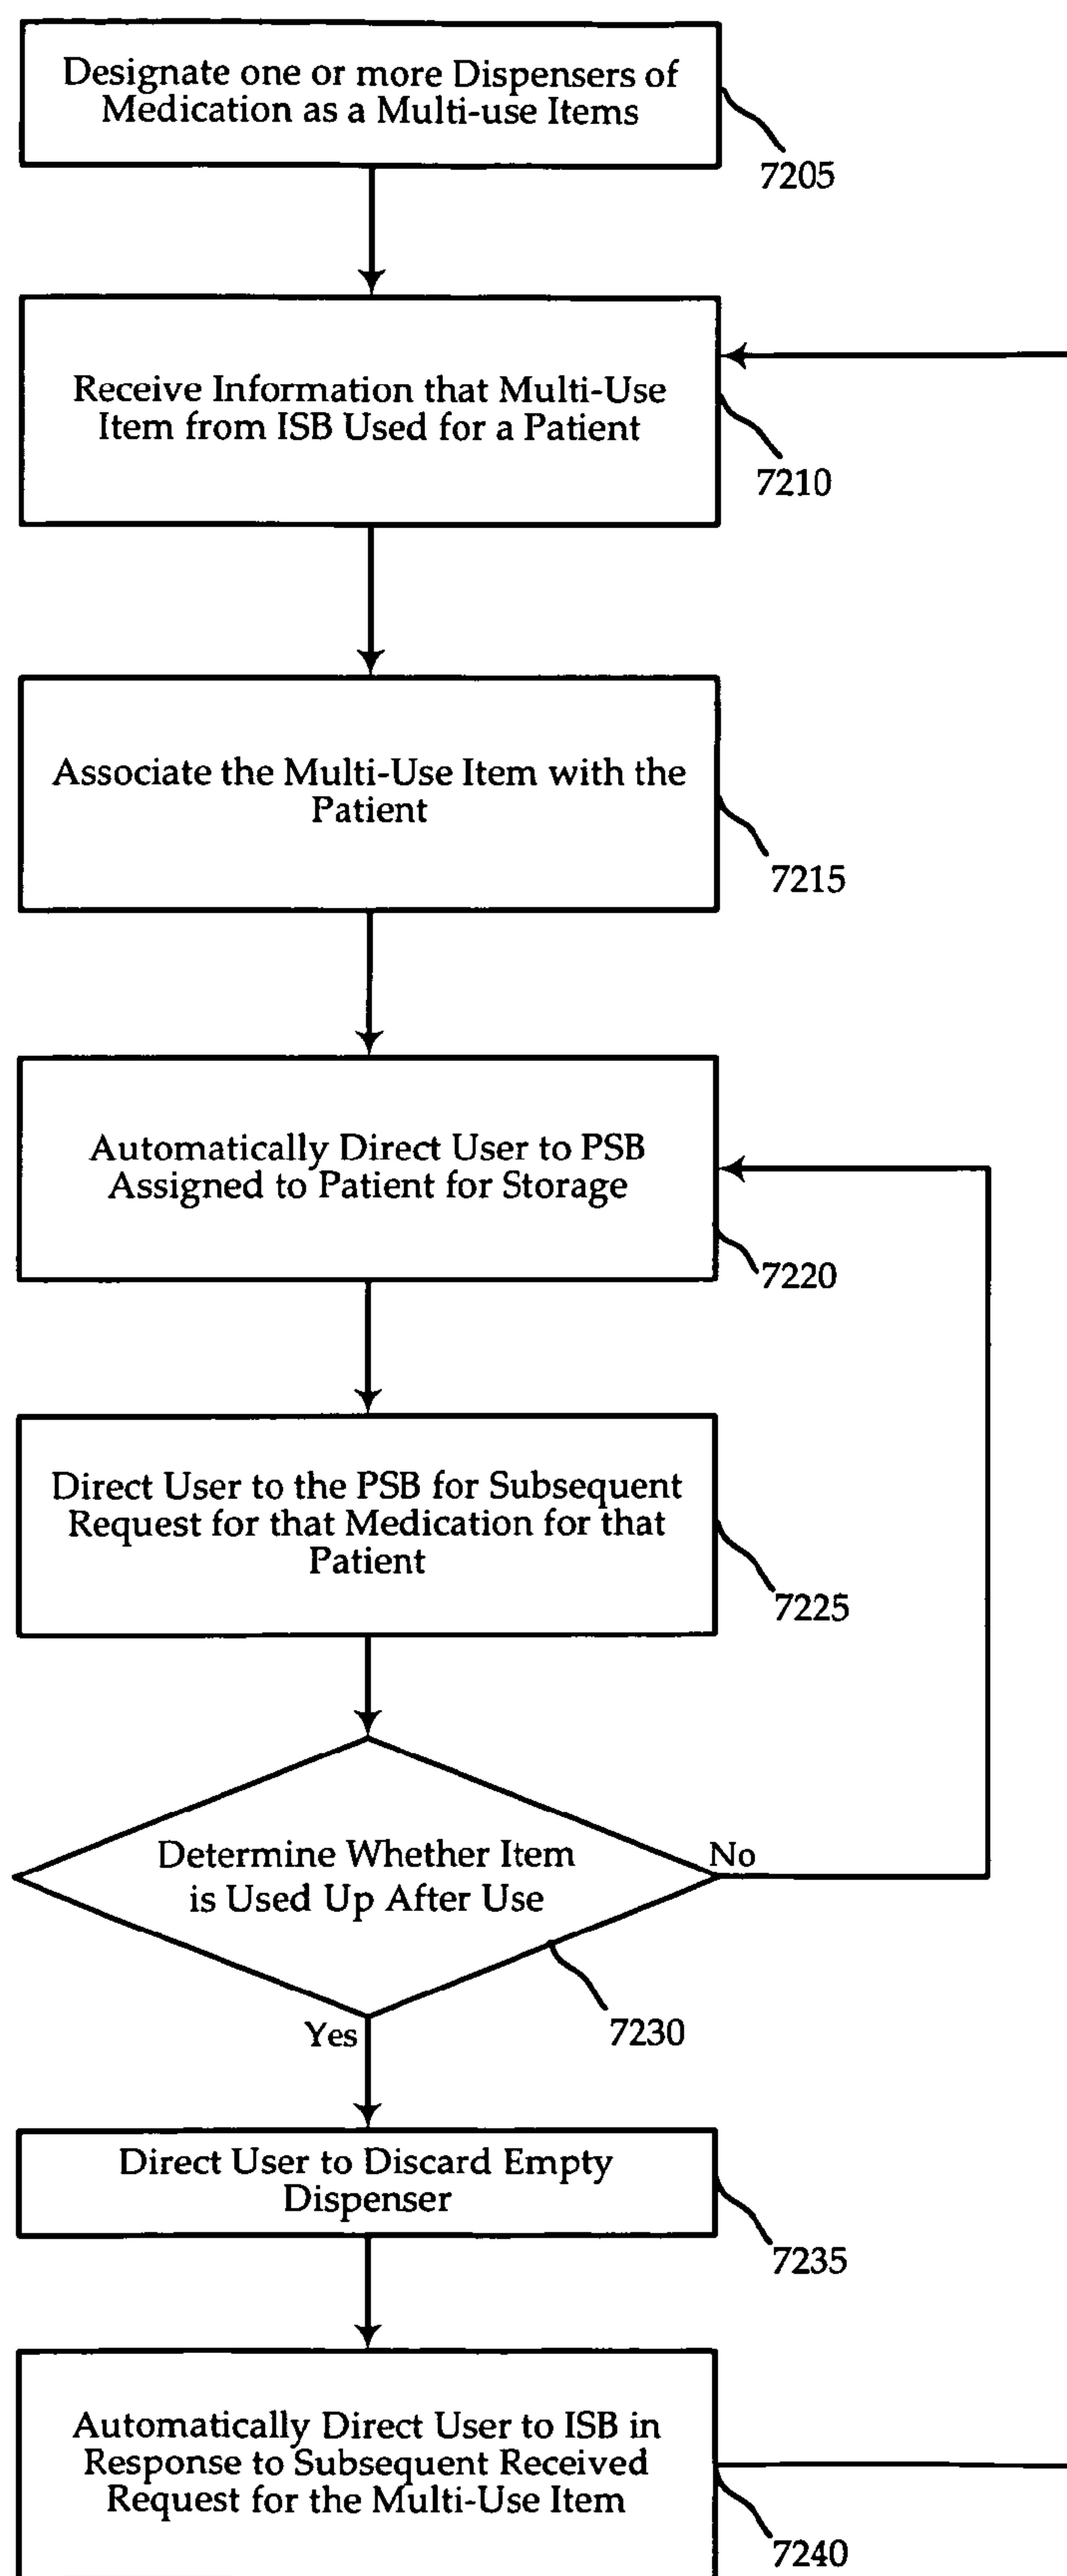 Designate one or more Dispensers of
Medication as a Multi-use Items
7205
Receive Information that Multi-Use
Item from ISB Used for a Patient
7210
Associate the Multi-Use Item with the
Patient
7215
Automatically Direct User to PSB
Assigned to Patient for Storage
7220
Direct User to the PSB for Subsequent
Request for that Medication for that
Patient
7225
Determine Whether Item
is Used Up After Use
No
Yes
7230
Direct User to Discard Empty
Dispenser
7235
Automatically Direct User to ISB in
Response to Subsequent Received
Request for the Multi-Use Item
7240